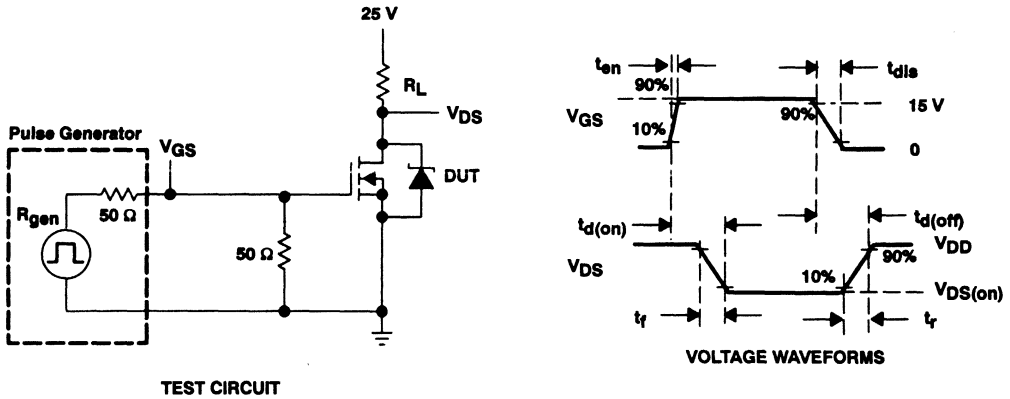 25 V
RL
VDS
Pulse Generator
VGS
Rgen
50 Ω
50 Ω
DUT
TEST CIRCUIT
ten
tdis
90%
VGS
10%
90%
15 V
0
td(on)
td(off)
VDS
10%
90%
VDD
VDS(on)
tf
tr
VOLTAGE WAVEFORMS